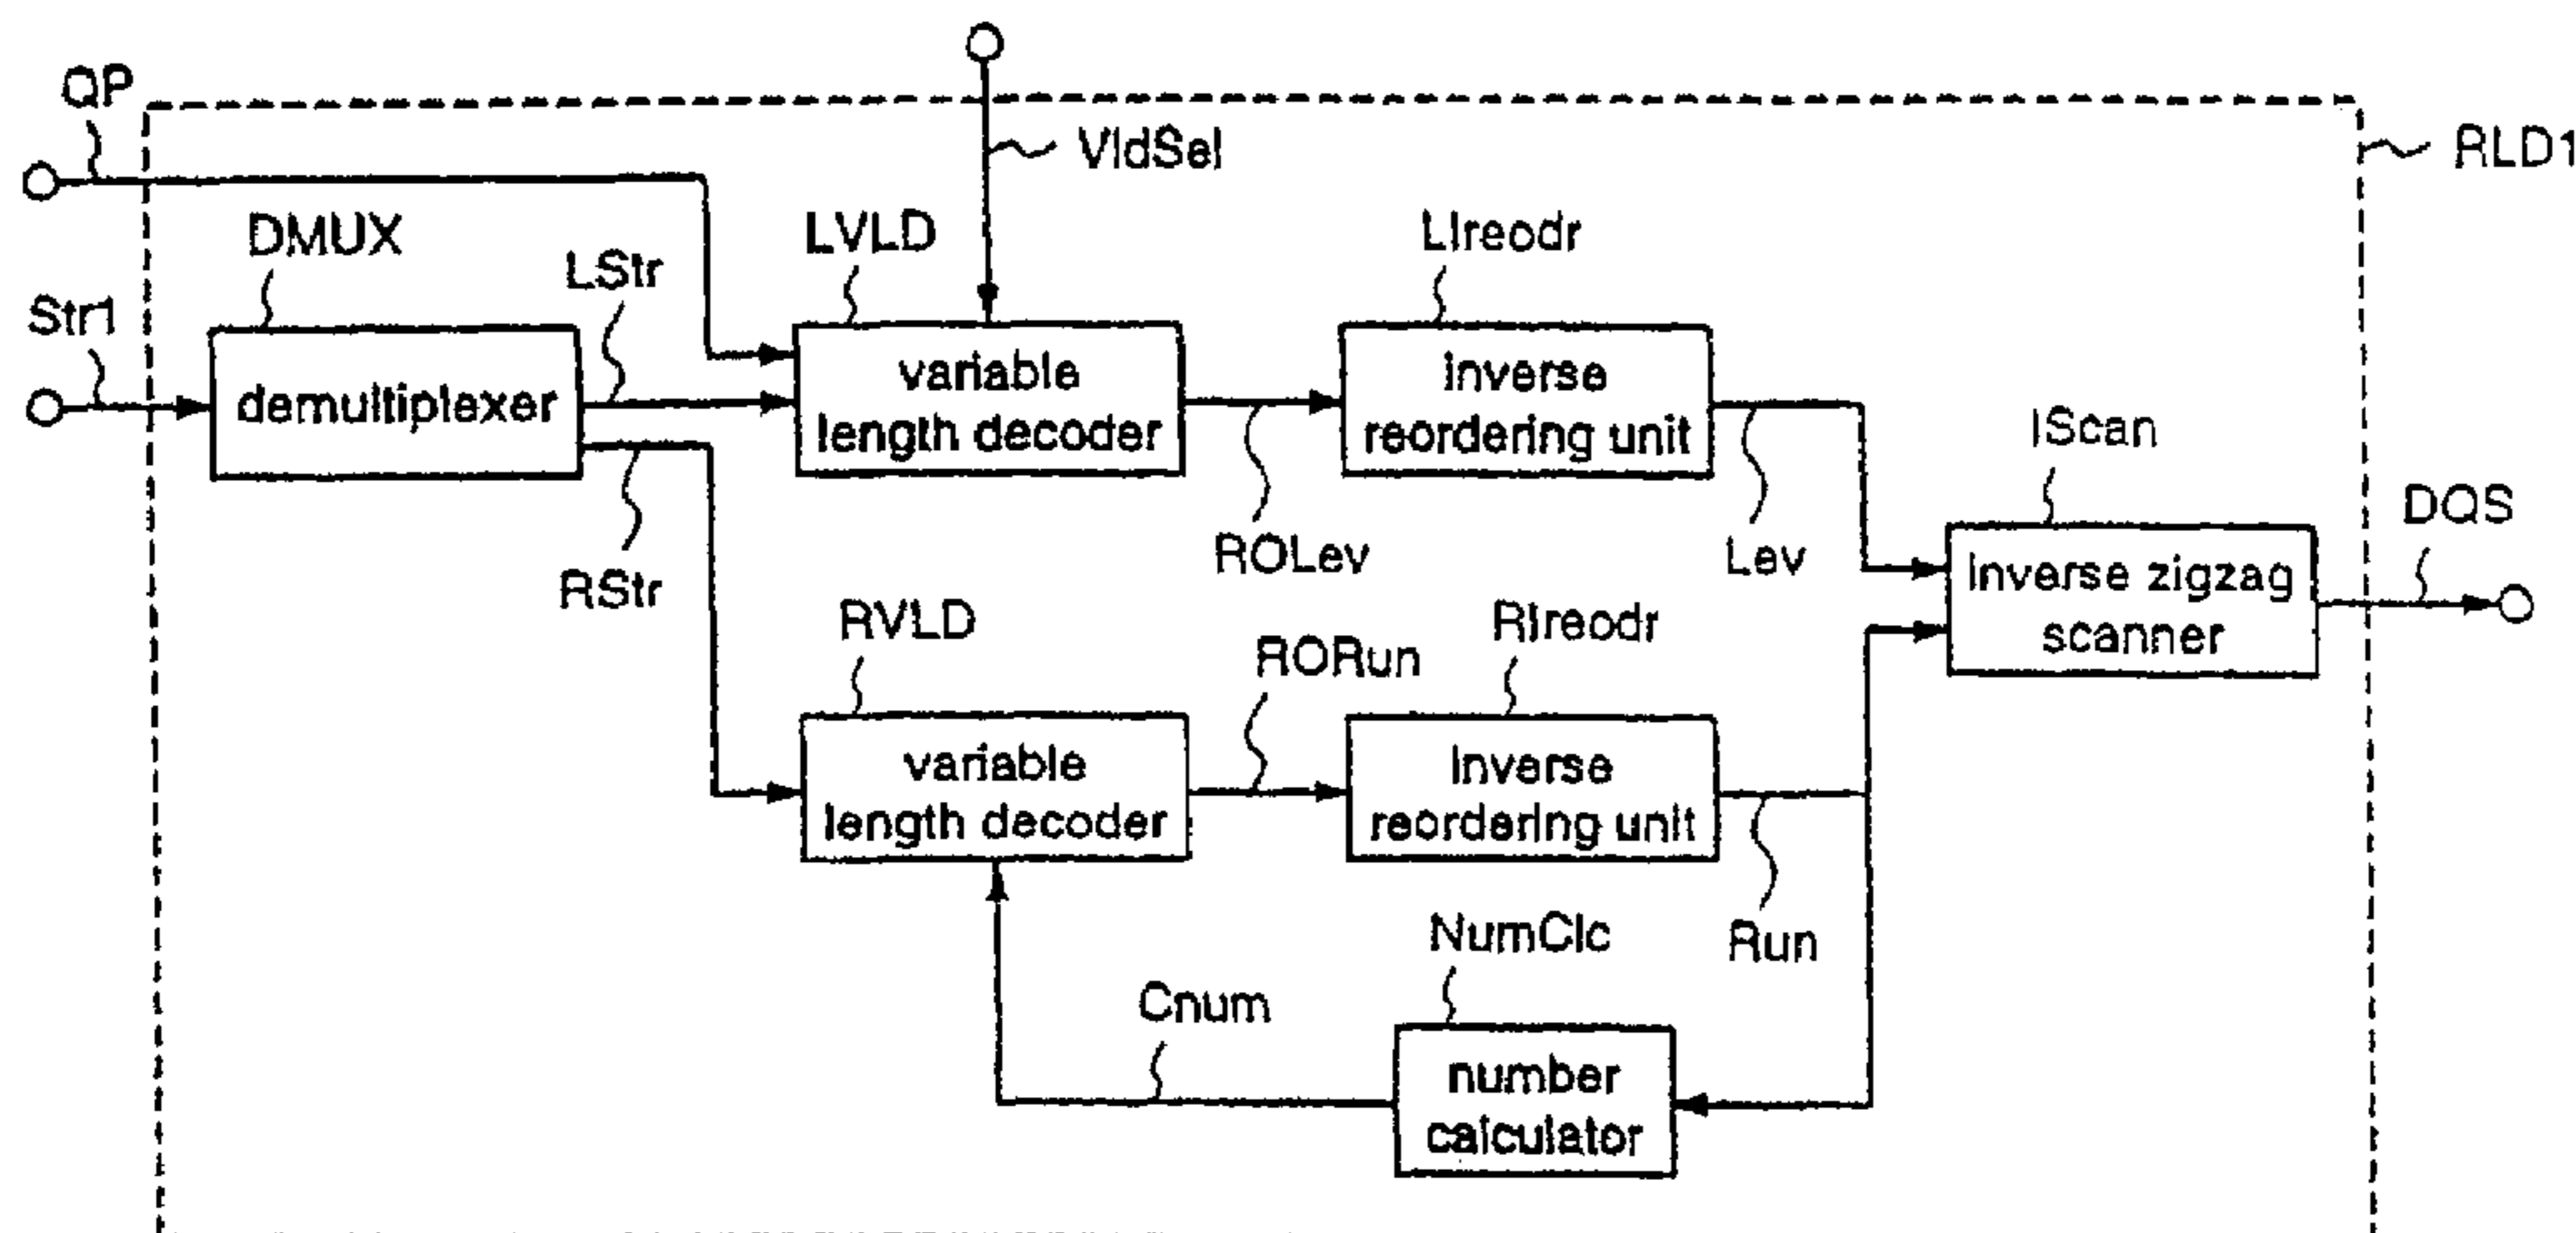 QP
VldSel
RLD1
DMUX
LStr
LVLD
LIreodr
Str1
demultiplexer
variable
length decoder
inverse
reordering unit
IScan
RStr
ROLev
Lev
inverse zigzag
scanner
DQS
RVLD
RORun
RIreodr
variable
length decoder
inverse
reordering unit
Run
Cnum
NumClc
number
calculator